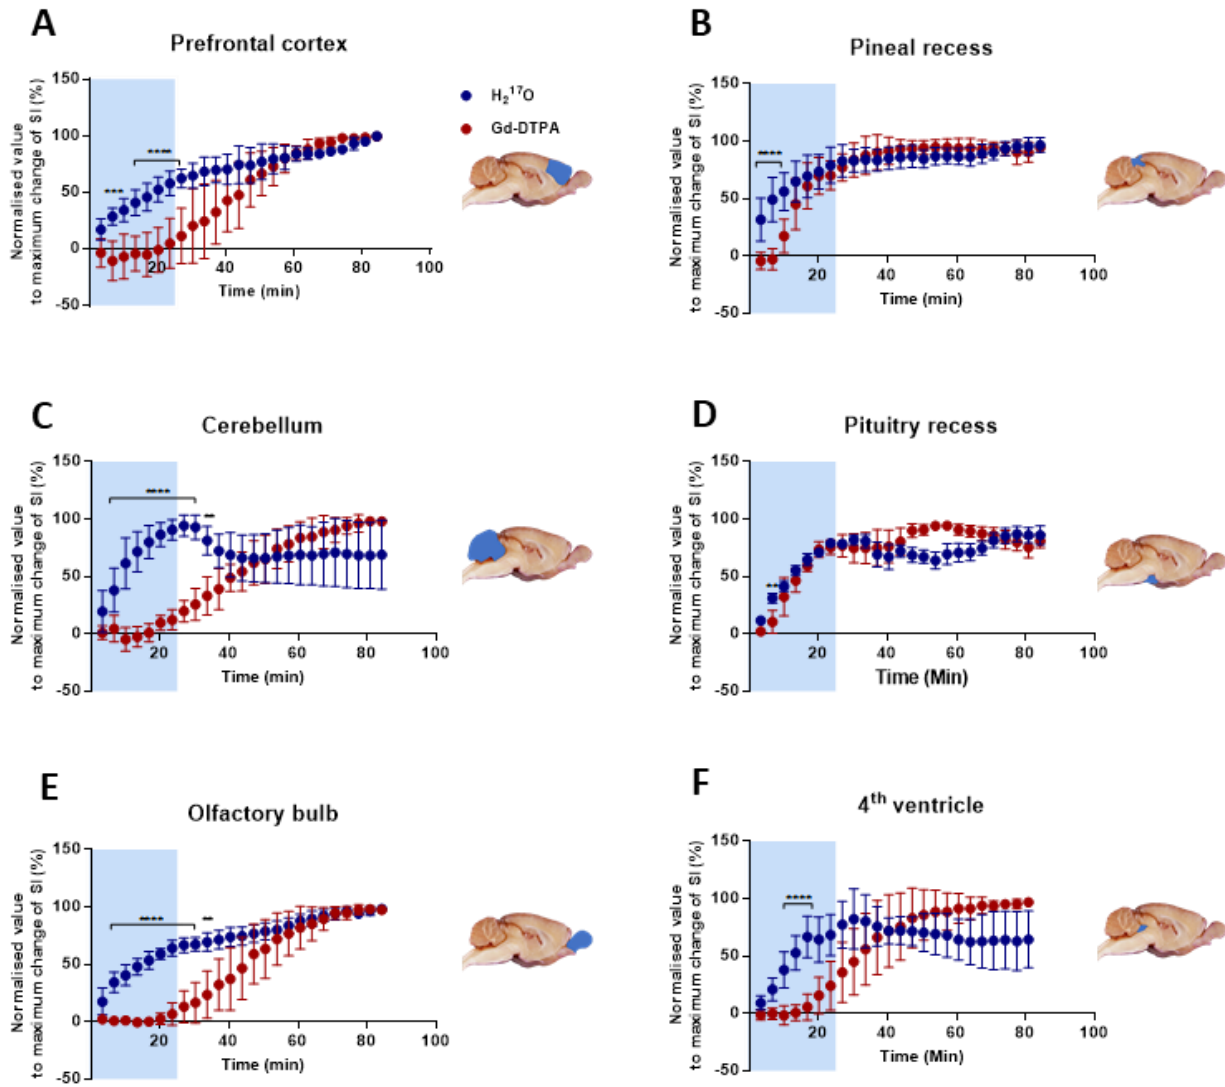 A
Prefrontal cortex
Normalised value
to maximum change of SI (%)
150
100
50
0
-50
***
****
20
40
60
80
100
Time (min)
H₂¹⁷O
Gd-DTPA
B
Pineal recess
Normalised value
to maximum change of SI (%)
150
100
50
0
-50
****
20
40
60
80
100
Time (min)
C
Cerebellum
Normalised value
to maximum change of SI (%)
150
100
50
0
-50
****
**
20
40
60
80
100
Time (min)
D
Pituitry recess
Normalised value
to maximum change of SI (%)
150
100
50
0
-50
**
20
40
60
80
100
Time (Min)
E
Olfactory bulb
Normalised value
to maximum change of SI (%)
150
100
50
0
-50
****
**
20
40
60
80
100
Time (min)
F
4th ventricle
Normalised value
to maximum change of SI (%)
150
100
50
0
-50
****
20
40
60
80
100
Time (Min)